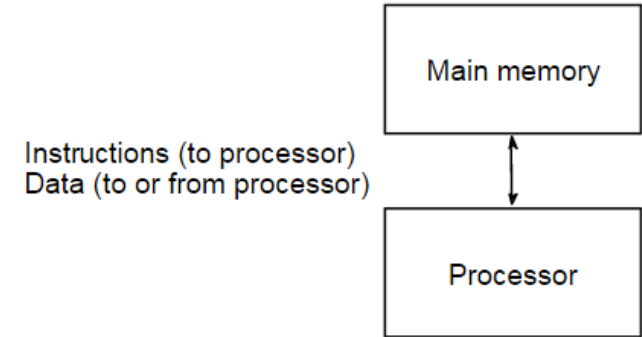 Main memory
Instructions (to processor)
Data (to or from processor)
Processor